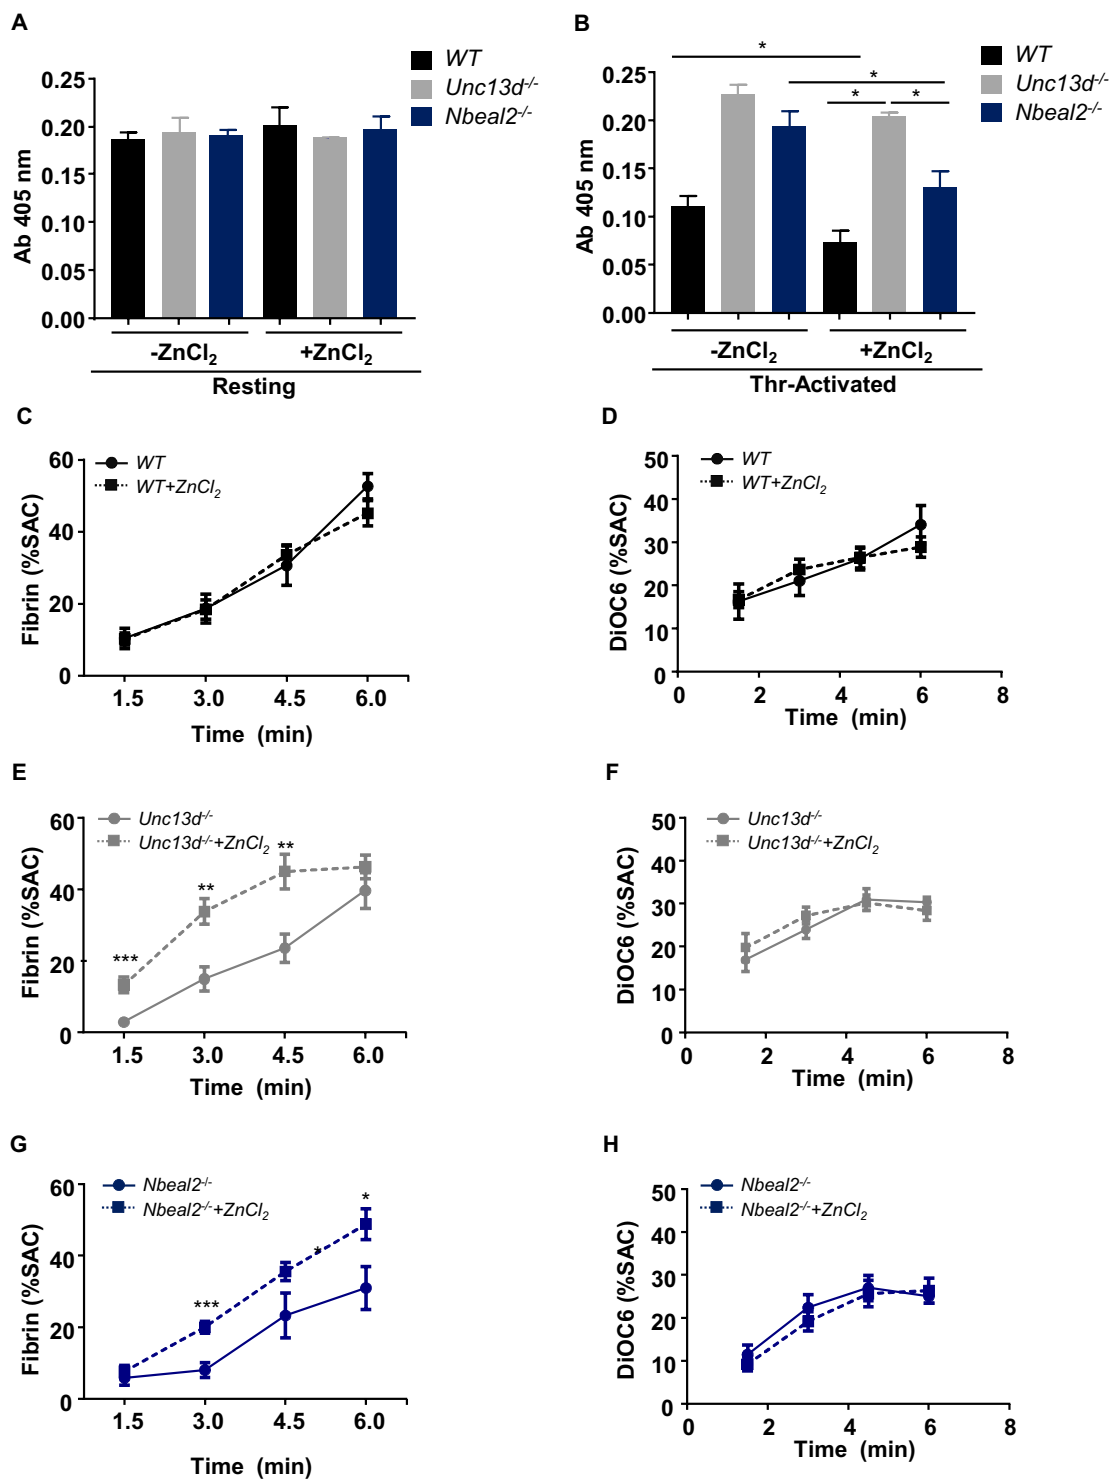 A
WT
Unc13d-/-
Nbeal2-/-
0.25
0.20
0.15
0.10
0.05
0.00
Ab 405 nm
-ZnCl2
+ZnCl2
Resting
B
WT
Unc13d-/-
Nbeal2-/-
*
*
* *
0.25
0.20
0.15
0.10
0.05
0.00
Ab 405 nm
-ZnCl2
+ZnCl2
Thr-Activated
C
WT
WT+ZnCl2
60
40
20
0
Fibrin (%SAC)
1.5 3.0 4.5 6.0
Time (min)
D
WT
WT+ZnCl2
50
40
30
20
10
0
DiOC6 (%SAC)
0 2 4 6 8
Time (min)
E
Unc13d-/-
Unc13d-/-+ZnCl2
60
40
20
0
Fibrin (%SAC)
***
**
**
1.5 3.0 4.5 6.0
Time (min)
F
Unc13d-/-
Unc13d-/-+ZnCl2
50
40
30
20
10
0
DiOC6 (%SAC)
0 2 4 6 8
Time (min)
G
Nbeal2-/-
Nbeal2-/-+ZnCl2
60
40
20
0
Fibrin (%SAC)
***
*
*
1.5 3.0 4.5 6.0
Time (min)
H
Nbeal2-/-
Nbeal2-/-+ZnCl2
50
40
30
20
10
0
DiOC6 (%SAC)
0 2 4 6 8
Time (min)